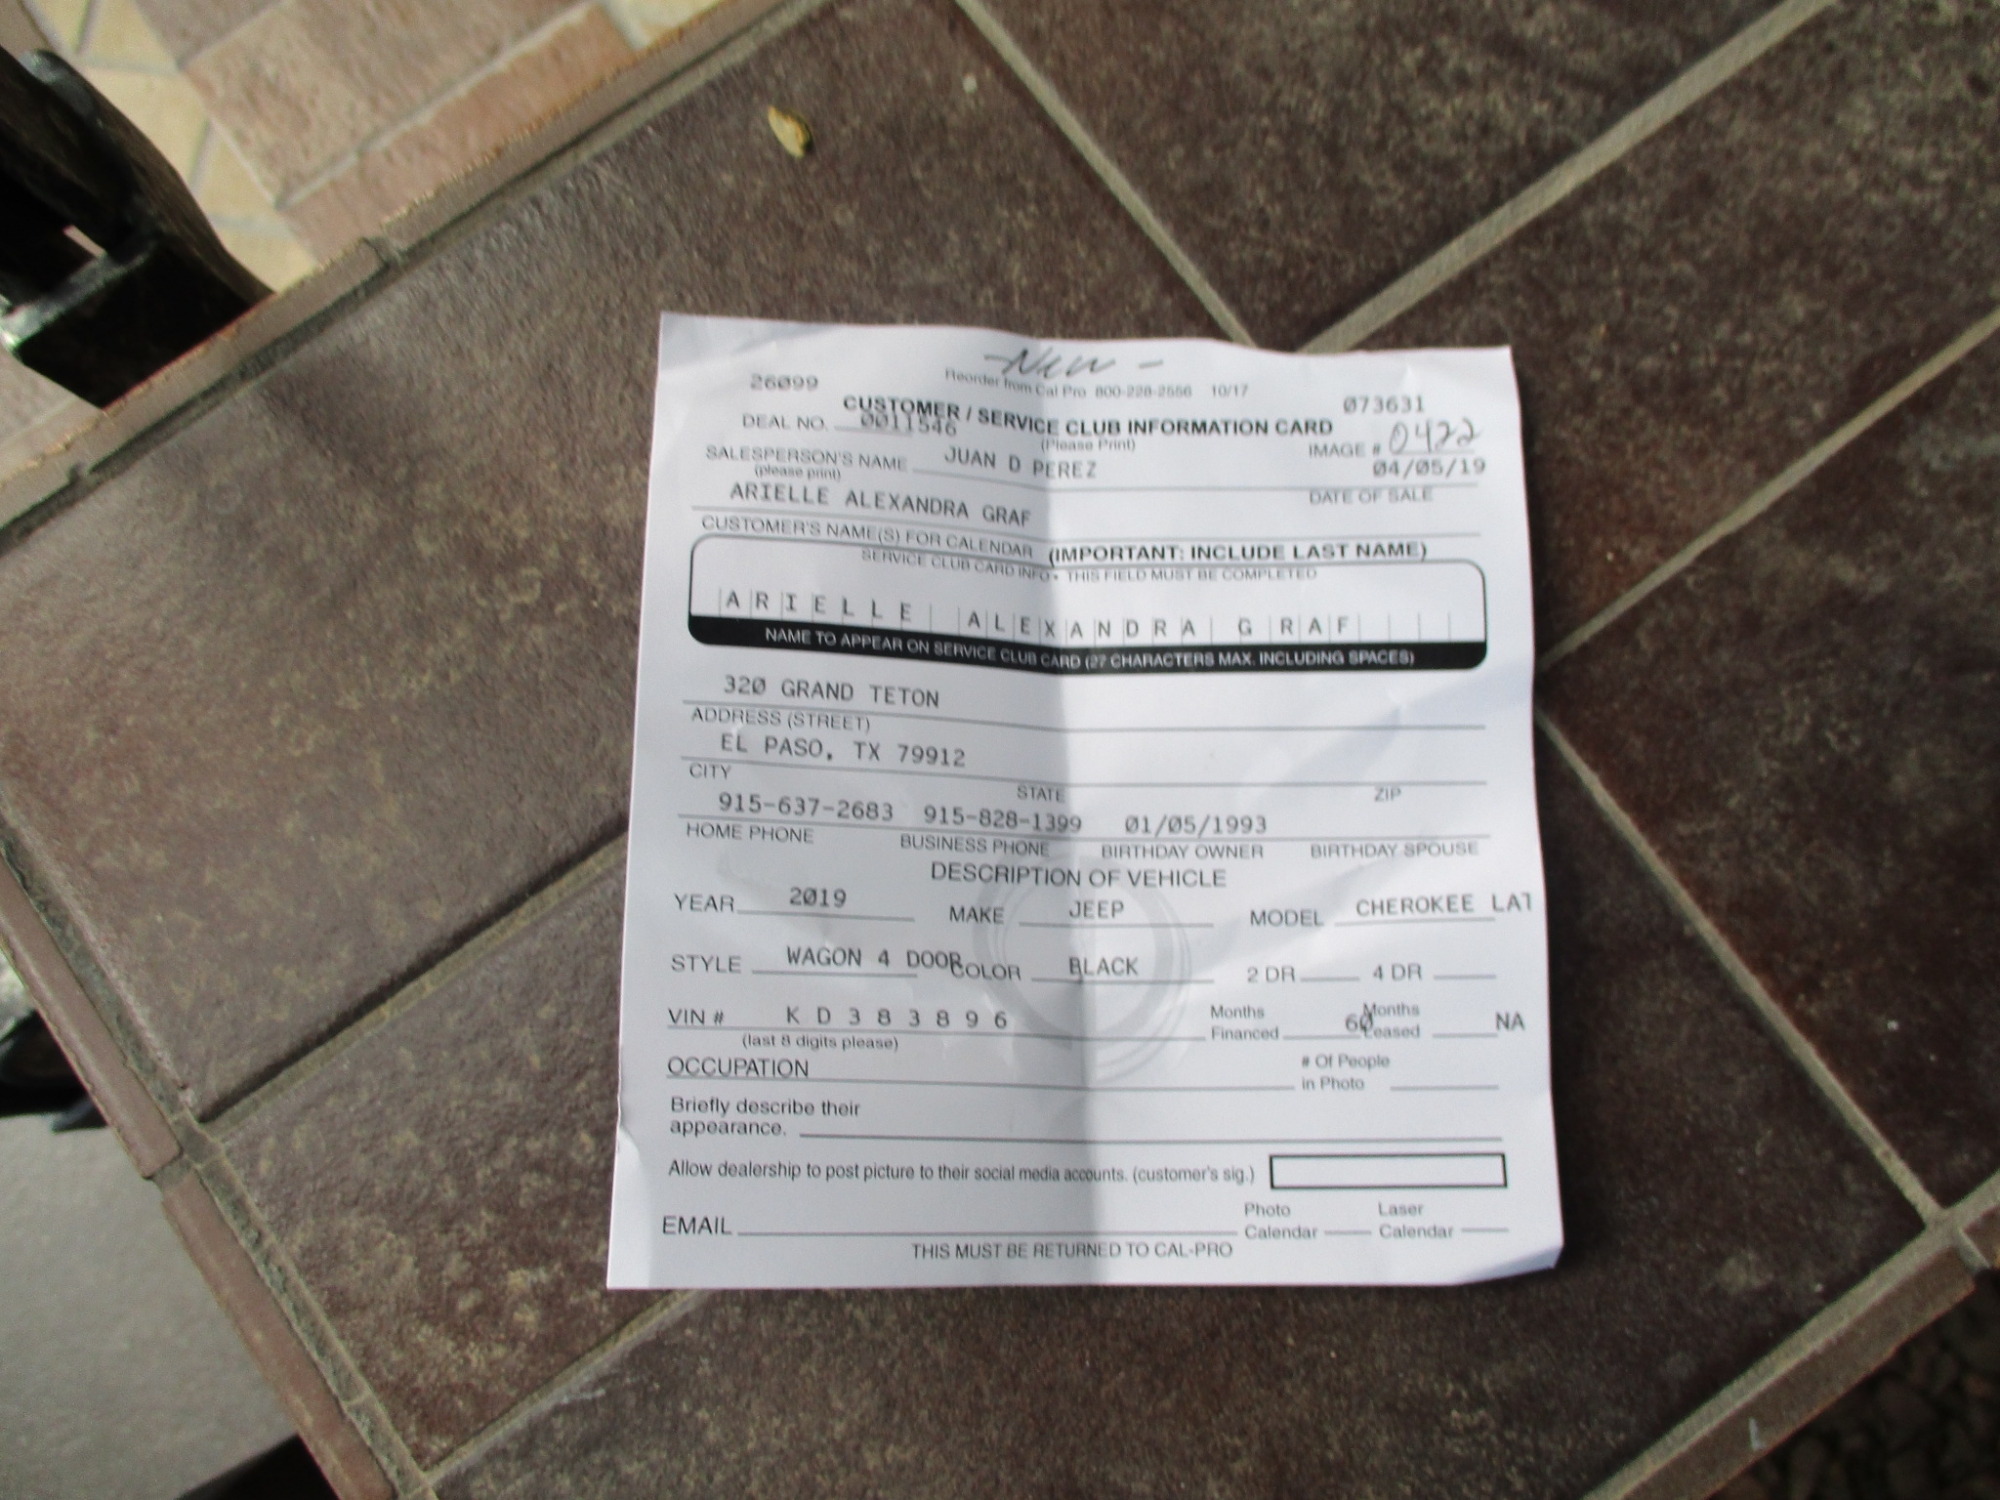 -New-
26099 Reorder from Cal Pro 800-228-2556 10/17 073631
CUSTOMER / SERVICE CLUB INFORMATION CARD
DEAL NO. 0011546 (Please Print) IMAGE # 0422
SALESPERSON'S NAME JUAN D PEREZ 04/05/19
(please print) DATE OF SALE
ARIELLE ALEXANDRA GRAF
CUSTOMER'S NAME(S) FOR CALENDAR (IMPORTANT: INCLUDE LAST NAME)
SERVICE CLUB CARD INFO • THIS FIELD MUST BE COMPLETED
ARIELLE ALEXANDRA GRAF
NAME TO APPEAR ON SERVICE CLUB CARD (27 CHARACTERS MAX. INCLUDING SPACES)
320 GRAND TETON
ADDRESS (STREET)
EL PASO, TX 79912
CITY STATE ZIP
915-637-2683 915-828-1399 01/05/1993
HOME PHONE BUSINESS PHONE BIRTHDAY OWNER BIRTHDAY SPOUSE
DESCRIPTION OF VEHICLE
YEAR 2019 MAKE JEEP MODEL CHEROKEE LAT
STYLE WAGON 4 DOOR COLOR BLACK 2 DR 4 DR
VIN # K D 3 8 3 8 9 6 Months Financed 60 Months Leased NA
(last 8 digits please)
OCCUPATION # Of People in Photo
Briefly describe their
appearance.
Allow dealership to post picture to their social media accounts. (customer's sig.)
EMAIL Photo Calendar Laser Calendar
THIS MUST BE RETURNED TO CAL-PRO